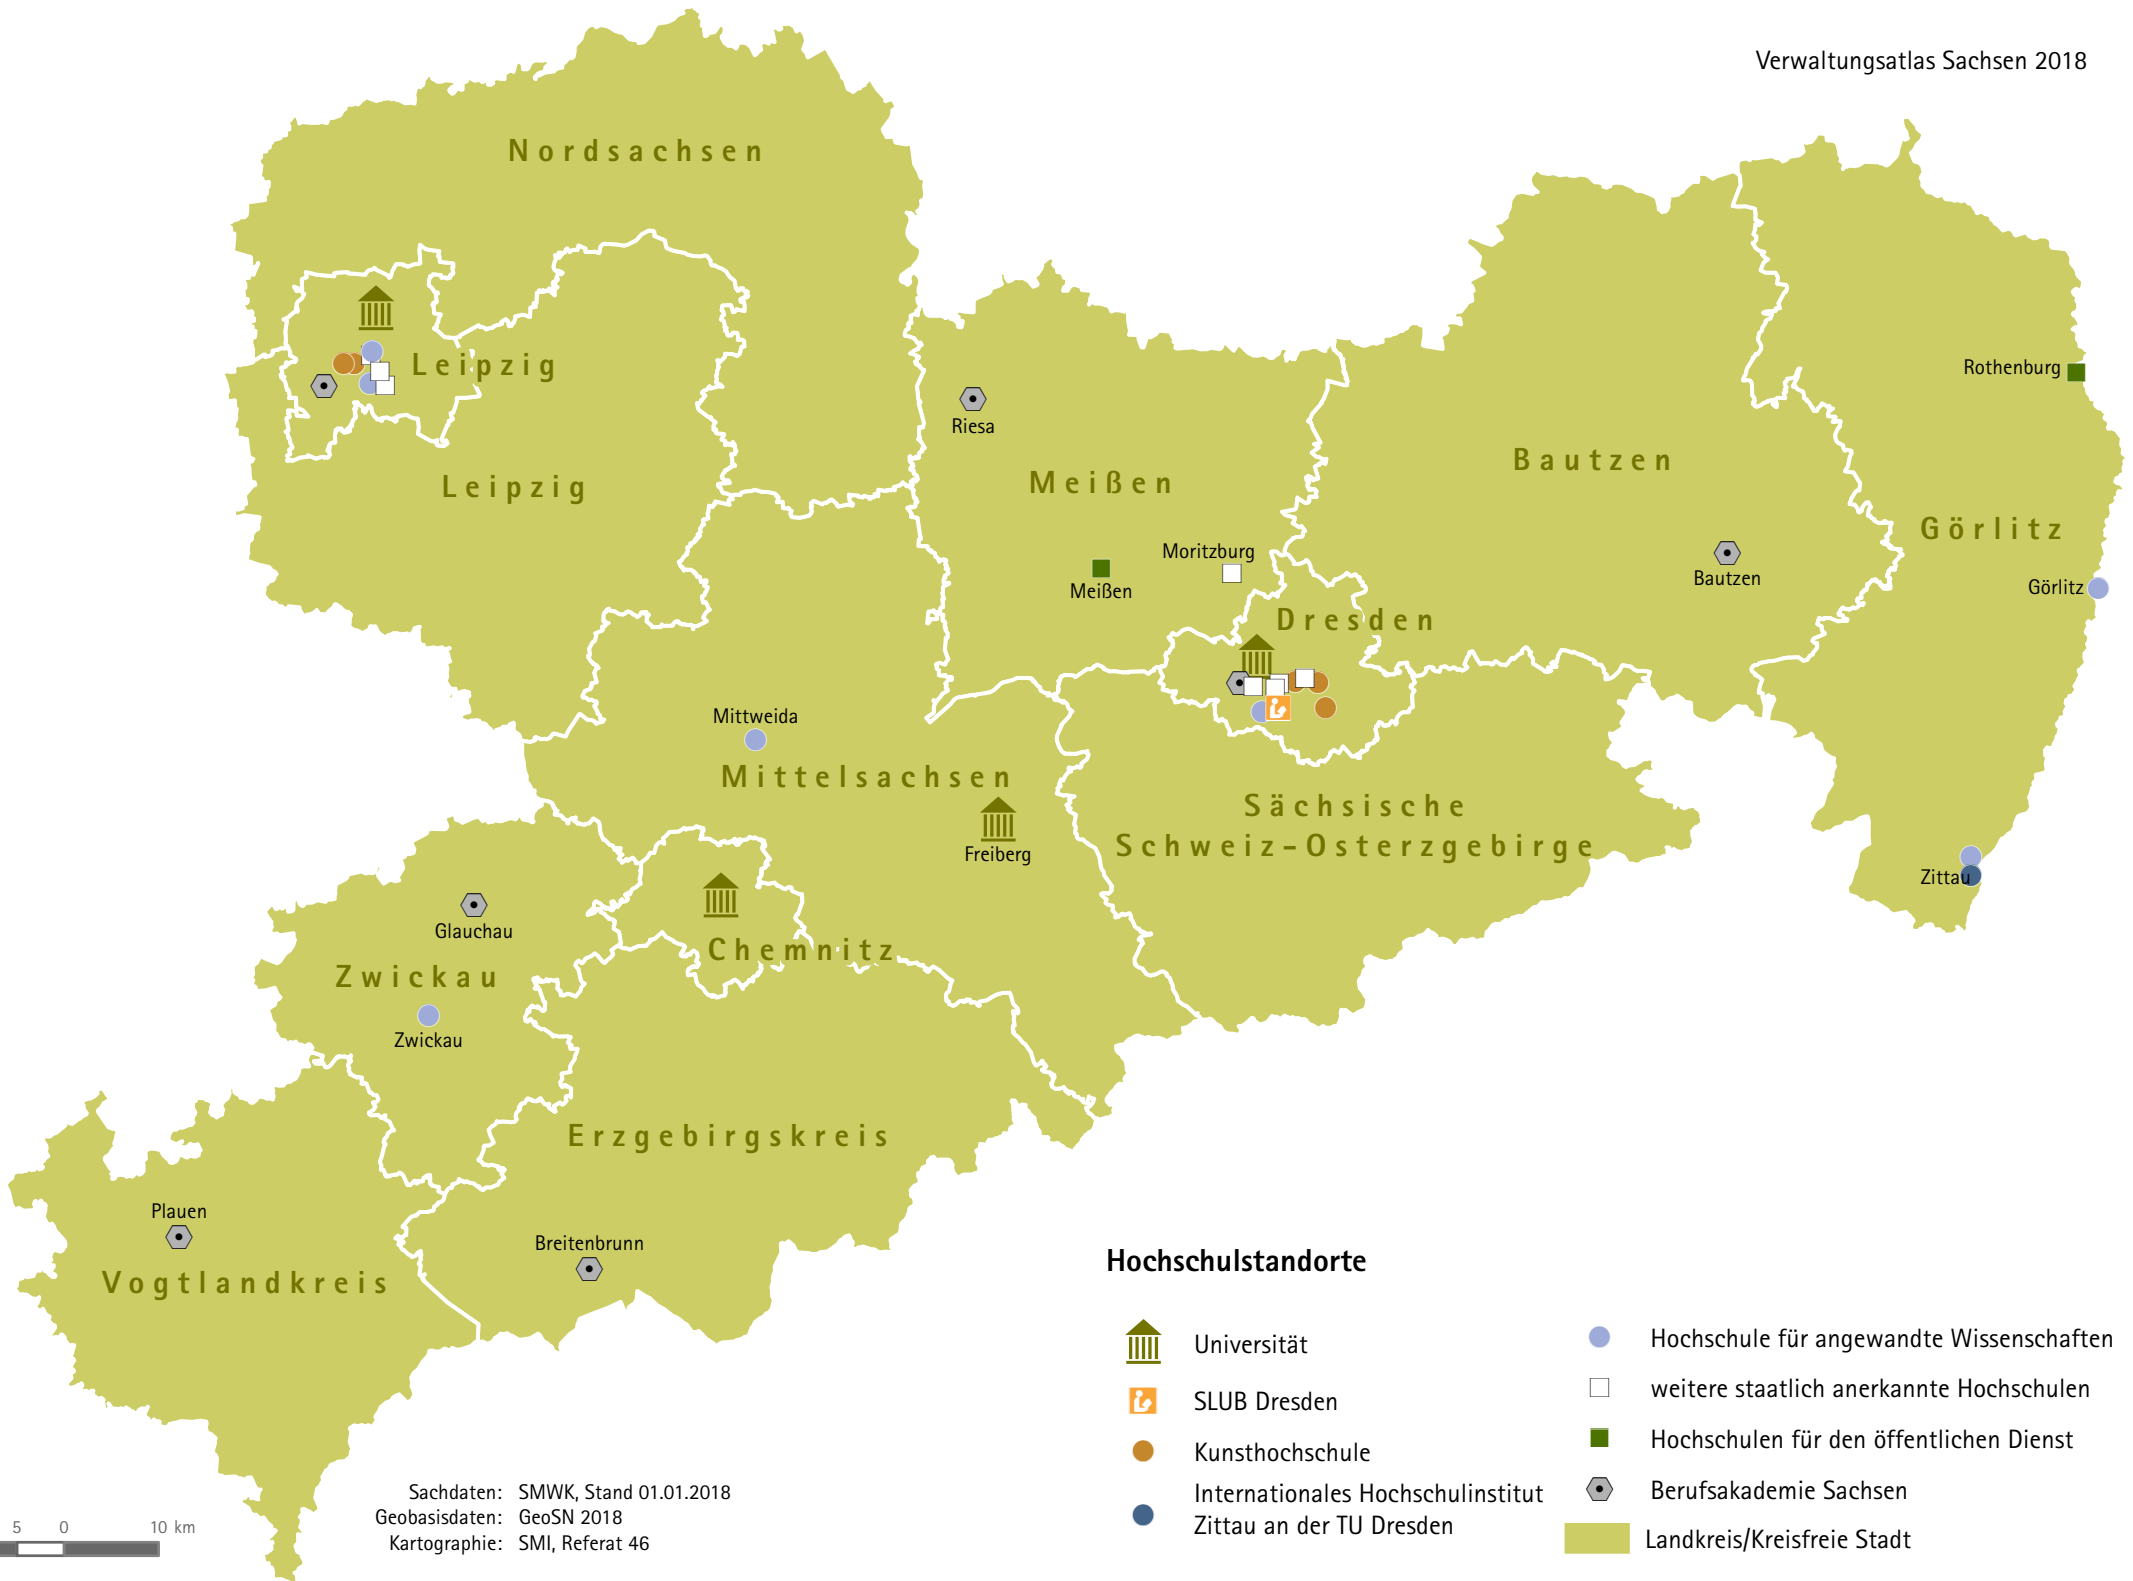 Verwaltungsatlas Sachsen 2018
Nordsachsen
Leipzig
Rothenburg
Riesa
Bautzen
Meißen
Leipzig
Görlitz
Moritzburg
Bautzen
Meißen
Görlitz
Dresden
Mittweida
Mittelsachsen
Sächsische
Schweiz-Osterzgebirge
Freiberg
Zittau
Glauchau
Chemnitz
Zwickau
Zwickau
Erzgebirgskreis
Plauen
Breitenbrunn
Vogtlandkreis
Hochschulstandorte
Universität
SLUB Dresden
Kunsthochschule
Internationales Hochschulinstitut
Zittau an der TU Dresden
Hochschule für angewandte Wissenschaften
weitere staatlich anerkannte Hochschulen
Hochschulen für den öffentlichen Dienst
Berufsakademie Sachsen
Landkreis/Kreisfreie Stadt
Sachdaten: SMWK, Stand 01.01.2018
Geobasisdaten: GeoSN 2018
Kartographie: SMI, Referat 46
5 0 10 km